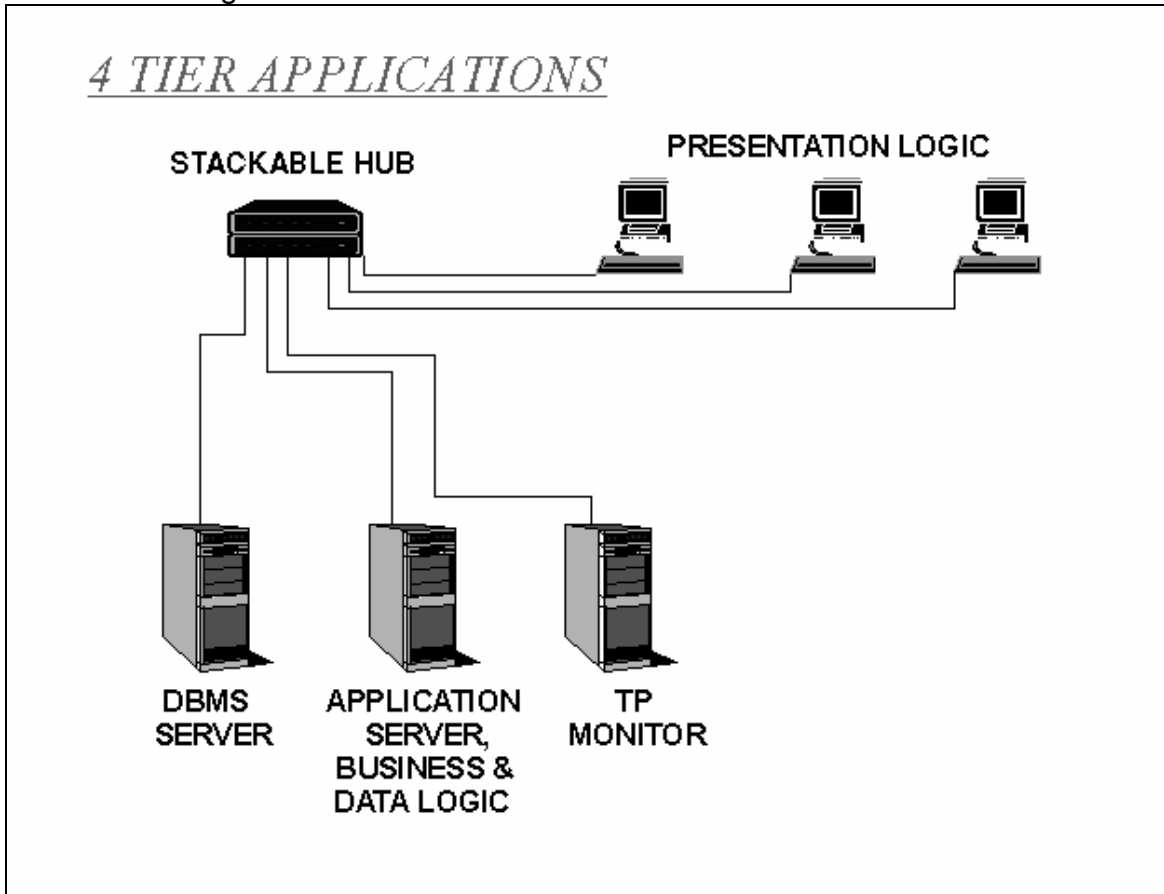 4 TIER APPLICATIONS
STACKABLE HUB
PRESENTATION LOGIC
DBMS
SERVER
APPLICATION
SERVER,
BUSINESS &
DATA LOGIC
TP
MONITOR